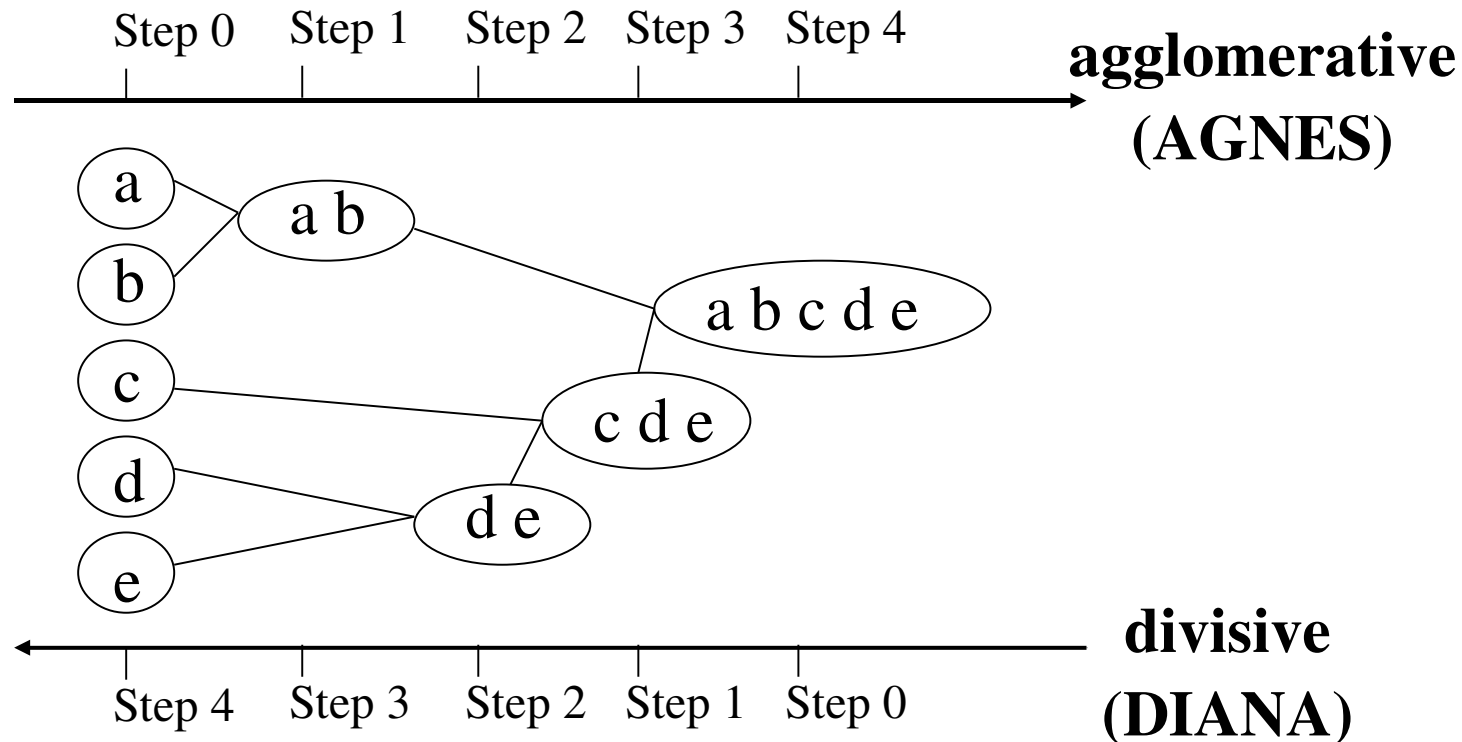 Step 0 Step 1 Step 2 Step 3 Step 4
agglomerative
(AGNES)
a
a b
b
a b c d e
c
c d e
d
d e
e
divisive
(DIANA)
Step 4 Step 3 Step 2 Step 1 Step 0